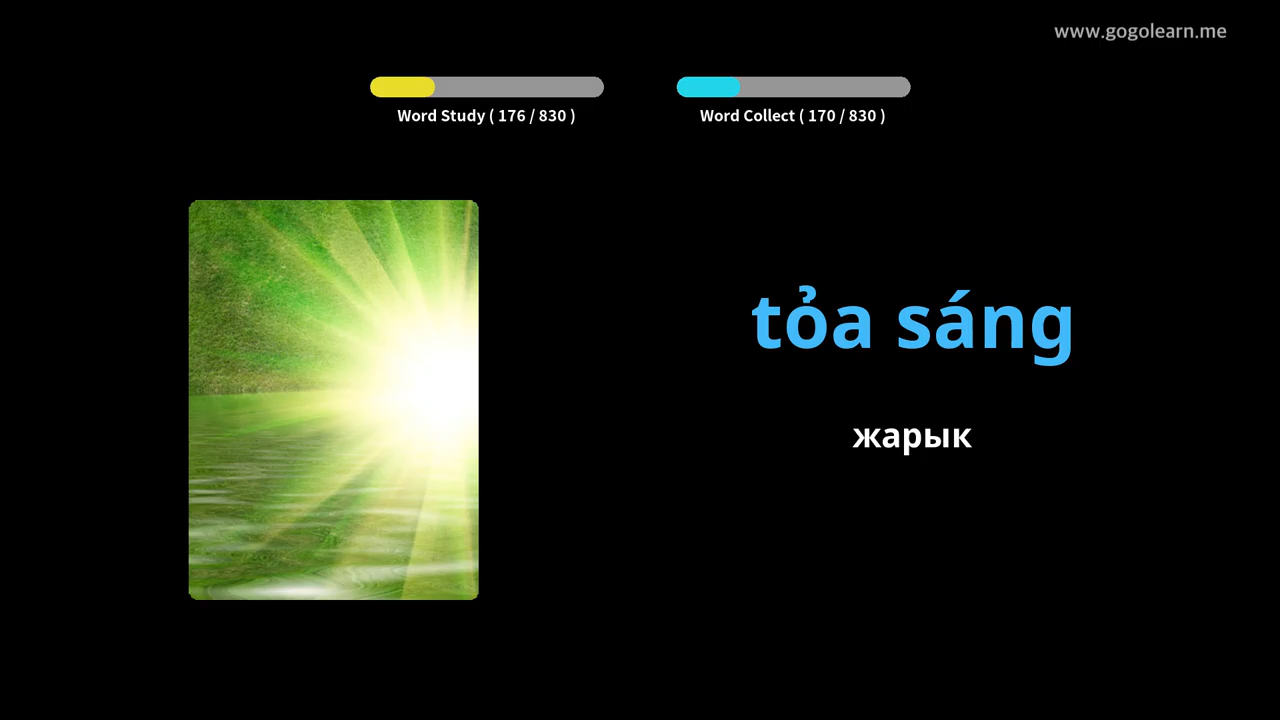 www.gogolearn.me
Word Study ( 176 / 830 )
Word Collect ( 170 / 830 )
tỏa sáng
жарык